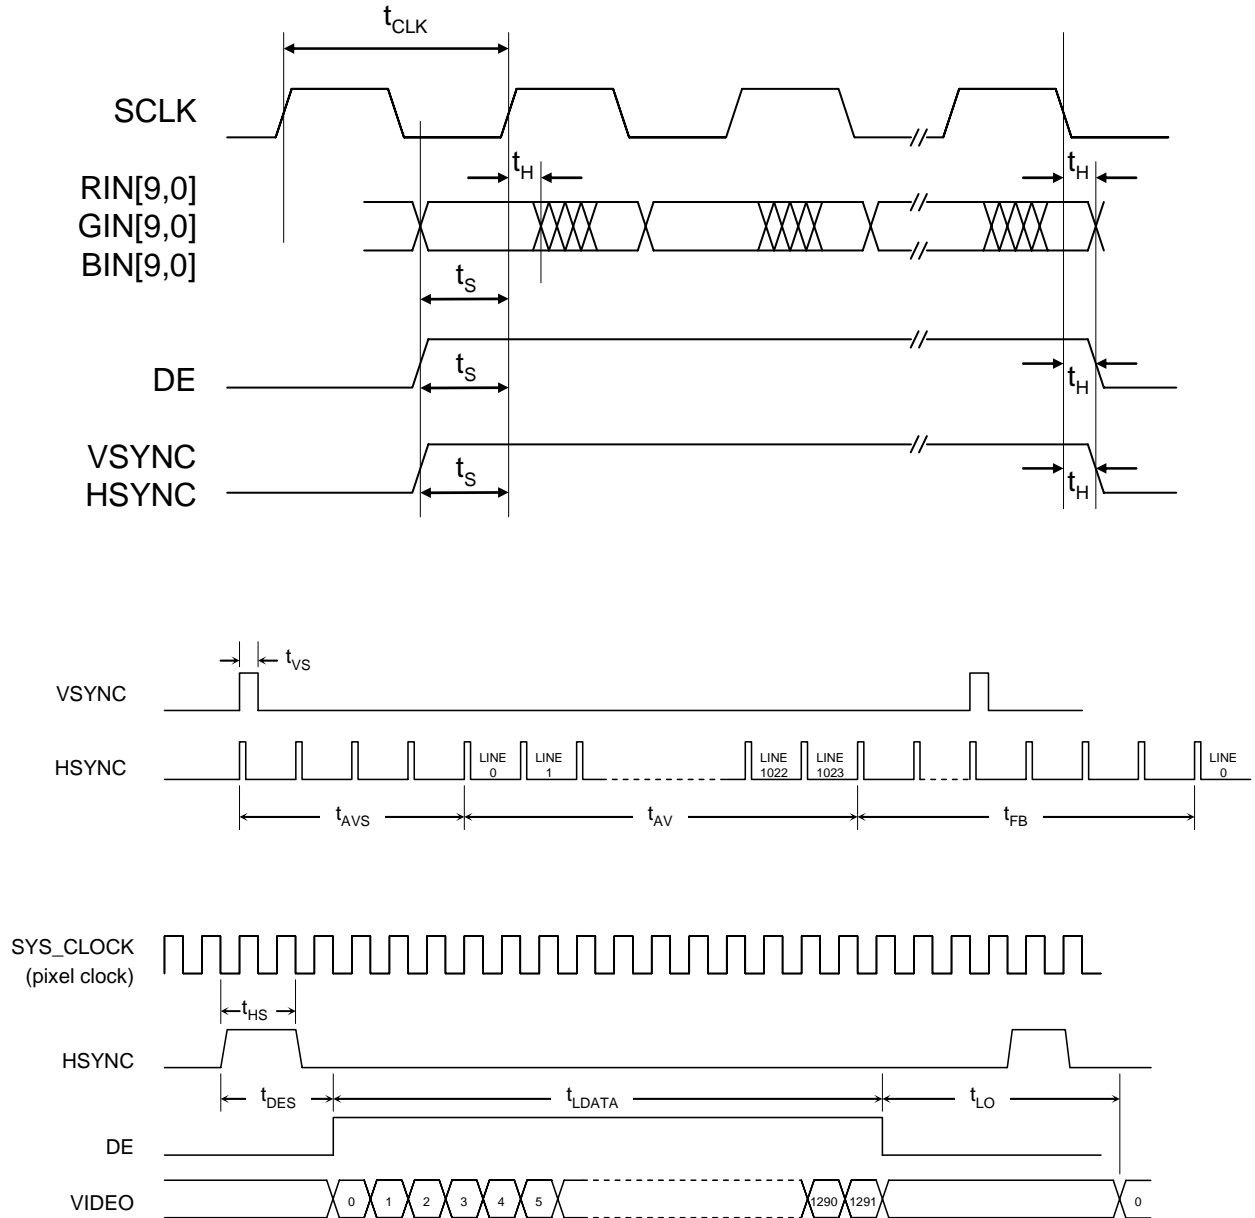 tCLK
SCLK
tH tH
RIN[9,0]
GIN[9,0]
BIN[9,0]
tS
DE
tS tH
VSYNC
HSYNC
tS tH
tVS
VSYNC
HSYNC
LINE 0 LINE 1 LINE 1022 LINE 1023 LINE 0
tAVS tAV tFB
SYS_CLOCK
(pixel clock)
tHS
HSYNC
tDES tLDATA tLO
DE
VIDEO 0 1 2 3 4 5 1290 1291 0